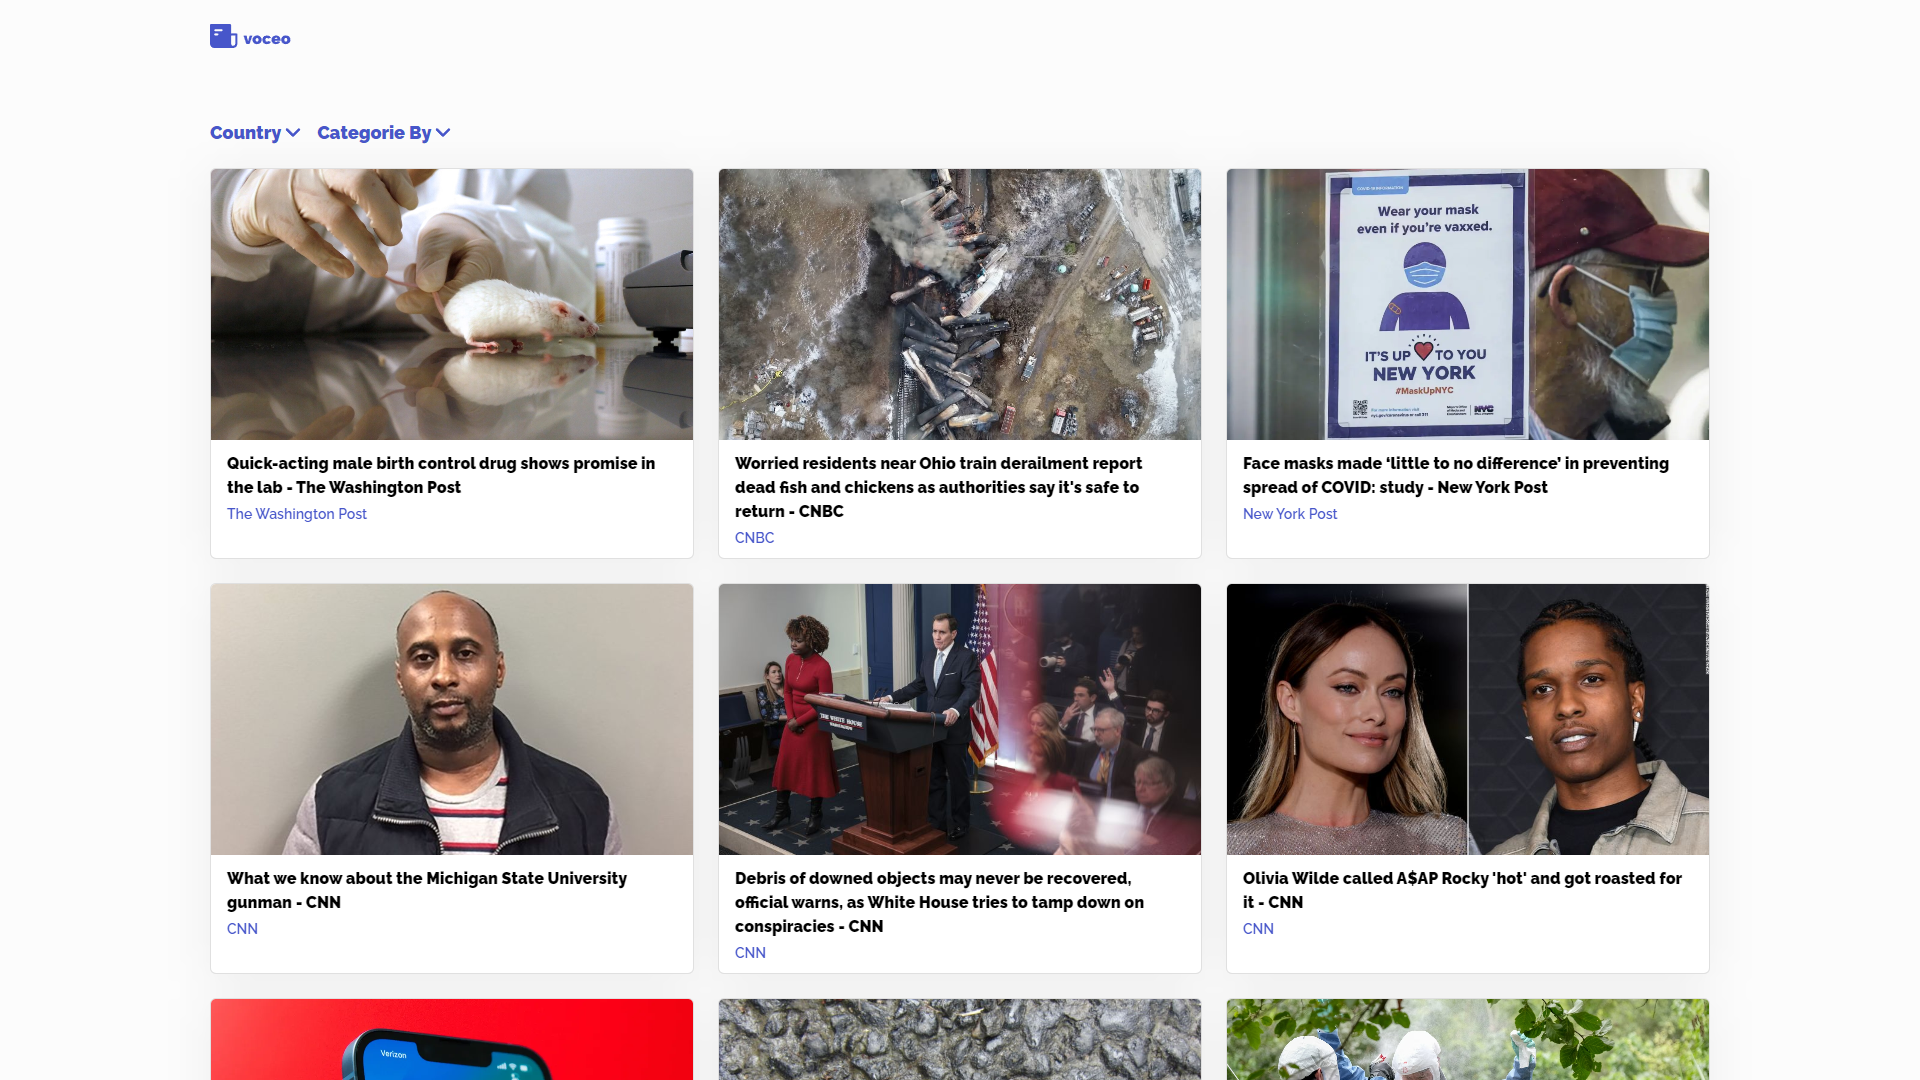 voceo
Country
Categorie By
Wear your mask
even if you're vaxxed.
IT'S UP TO YOU
NEW YORK
#MaskUpNYC
NYC
Quick-acting male birth control drug shows promise in
the lab - The Washington Post
The Washington Post
Worried residents near Ohio train derailment report
dead fish and chickens as authorities say it's safe to
return - CNBC
CNBC
Face masks made ‘little to no difference’ in preventing
spread of COVID: study - New York Post
New York Post
THE WHITE HOUSE
What we know about the Michigan State University
gunman - CNN
CNN
Debris of downed objects may never be recovered,
official warns, as White House tries to tamp down on
conspiracies - CNN
CNN
Olivia Wilde called A$AP Rocky 'hot' and got roasted for
it - CNN
CNN
Verizon